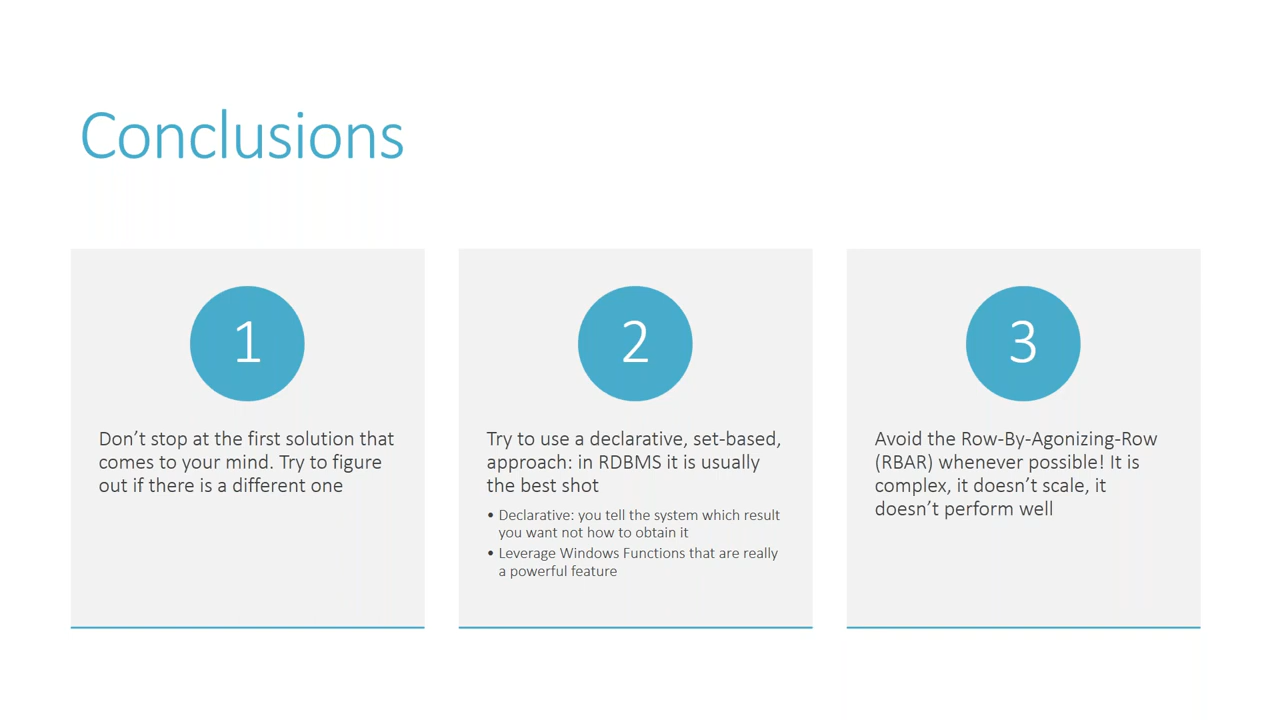 Conclusions
1
Don’t stop at the first solution that
comes to your mind. Try to figure
out if there is a different one
2
Try to use a declarative, set-based,
approach: in RDBMS it is usually
the best shot
• Declarative: you tell the system which result
you want not how to obtain it
• Leverage Windows Functions that are really
a powerful feature
3
Avoid the Row-By-Agonizing-Row
(RBAR) whenever possible! It is
complex, it doesn’t scale, it
doesn’t perform well